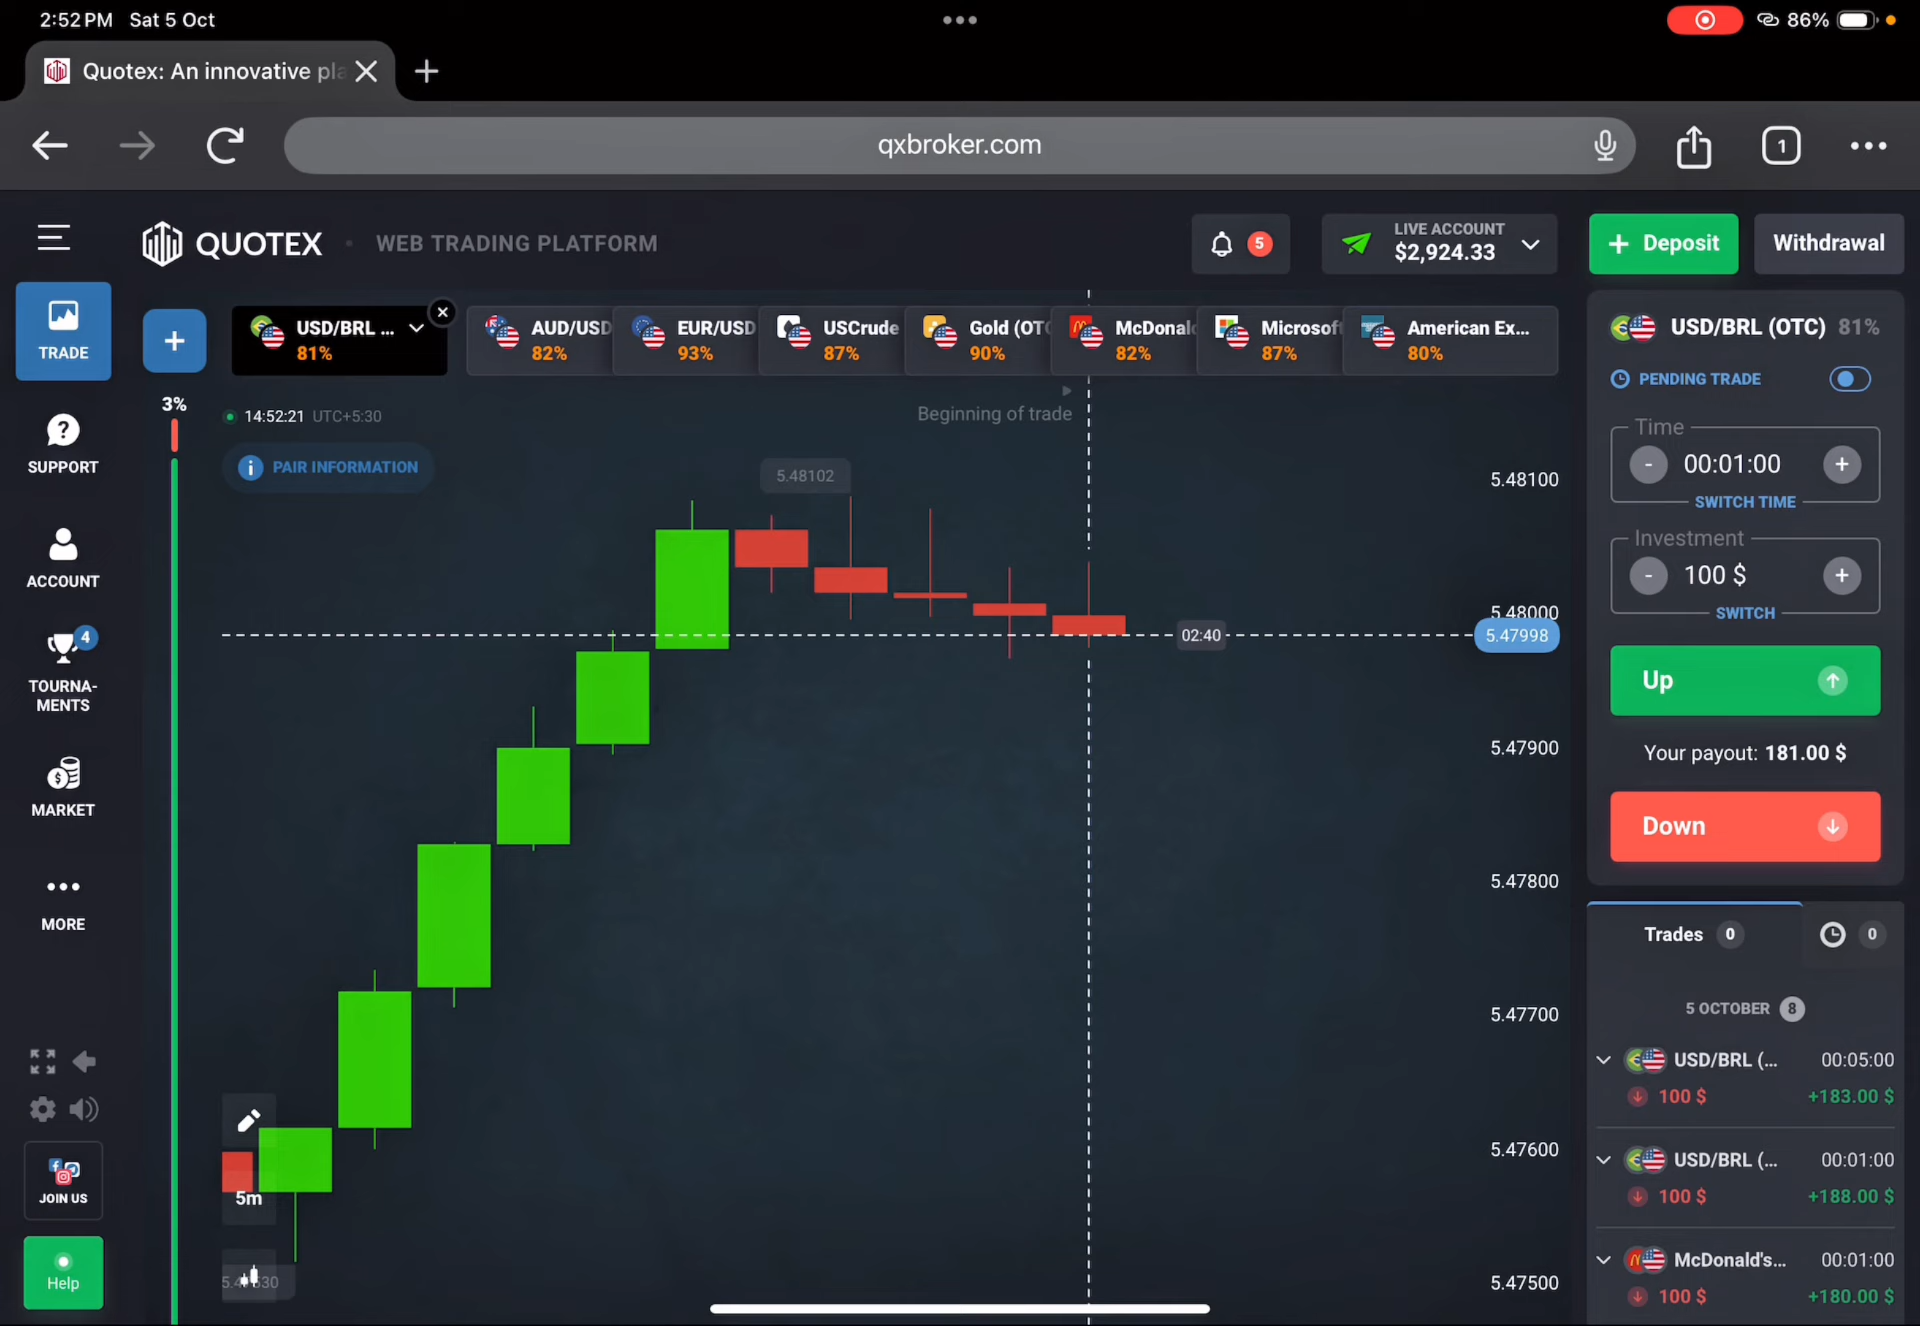 2:52 PM Sat 5 Oct
86%
Quotex: An innovative pla
qxbroker.com
1
QUOTEX
WEB TRADING PLATFORM
5
LIVE ACCOUNT
$2,924.33
Deposit
Withdrawal
TRADE
SUPPORT
ACCOUNT
4
TOURNA-
MENTS
MARKET
MORE
JOIN US
Help
USD/BRL ...
81%
AUD/USD
82%
EUR/USD
93%
USCrude
87%
Gold (OTC
90%
McDonal
82%
Microsoft
87%
American Ex...
80%
3%
14:52:21 UTC+5:30
PAIR INFORMATION
Beginning of trade
5.48102
5.48100
5.48000
02:40
5.47998
5.47900
5.47800
5.47700
5.47600
5.47500
5m
USD/BRL (OTC) 81%
PENDING TRADE
Time
- 00:01:00 +
SWITCH TIME
Investment
- 100 $ +
SWITCH
Up
Your payout: 181.00 $
Down
Trades 0
0
5 OCTOBER 8
USD/BRL (... 00:05:00
100 $ +183.00 $
USD/BRL (... 00:01:00
100 $ +188.00 $
McDonald's... 00:01:00
100 $ +180.00 $